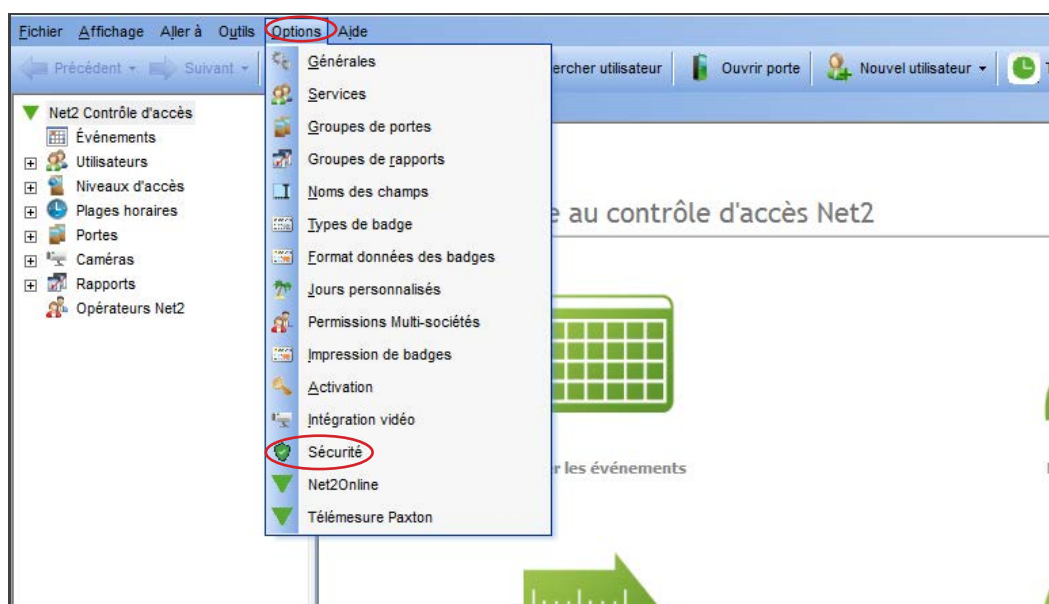 Fichier Affichage Aller à Outils Options Aide
Précédent Suivant ercher utilisateur Ouvrir porte Nouvel utilisateur
Net2 Contrôle d'accès
Événements
Utilisateurs
Niveaux d'accès
Plages horaires
Portes
Caméras
Rapports
Opérateurs Net2
Générales
Services
Groupes de portes
Groupes de rapports
Noms des champs
Types de badge
Format données des badges
Jours personnalisés
Permissions Multi-sociétés
Impression de badges
Activation
Intégration vidéo
Sécurité
Net2Online
Télémesure Paxton
e au contrôle d'accès Net2
r les événements